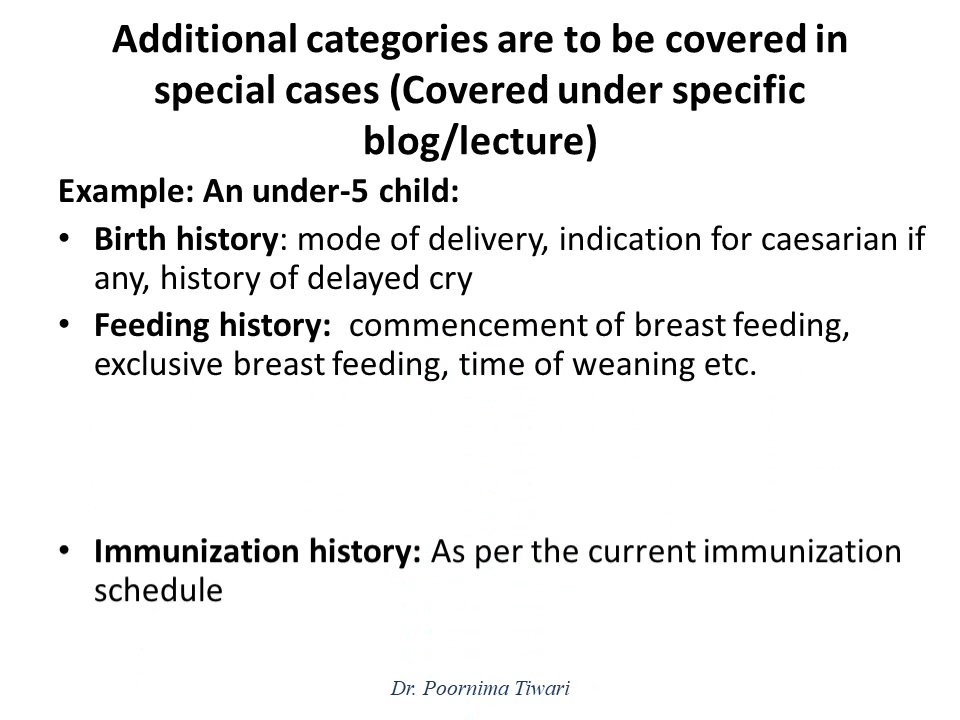 Additional categories are to be covered in
special cases (Covered under specific
blog/lecture)
Example: An under-5 child:
• Birth history: mode of delivery, indication for caesarian if
any, history of delayed cry
• Feeding history: commencement of breast feeding,
exclusive breast feeding, time of weaning etc.
• Immunization history: As per the current immunization
schedule
Dr. Poornima Tiwari